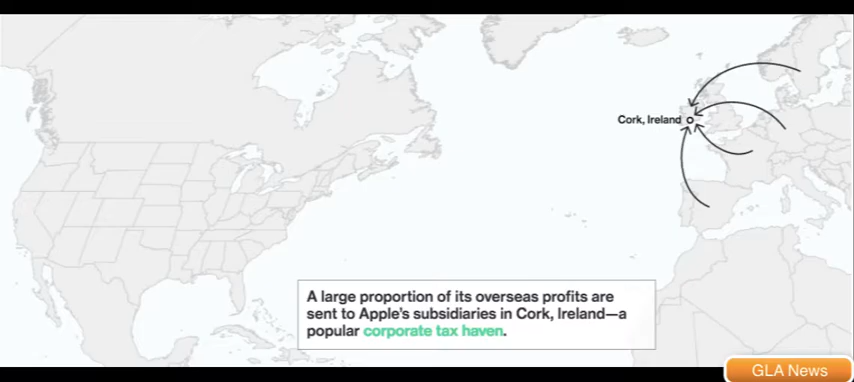 Cork, Ireland
A large proportion of its overseas profits are
sent to Apple's subsidiaries in Cork, Ireland—a
popular corporate tax haven.
GLA News